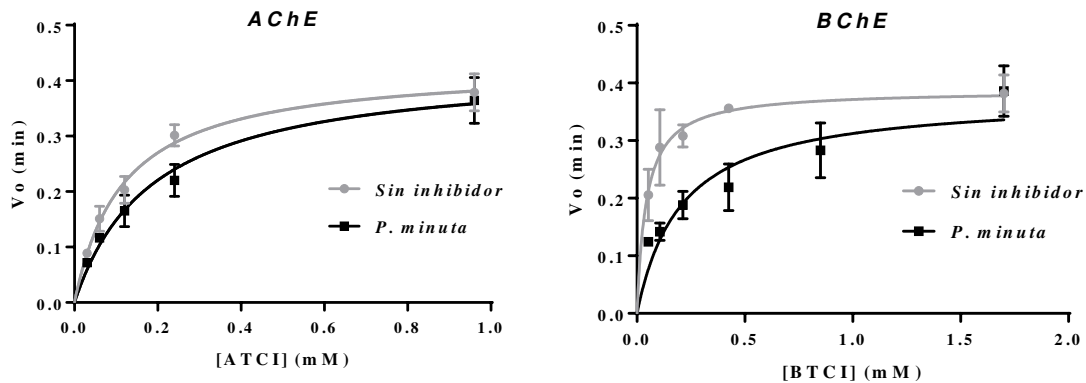 AChE
0.5
0.4
0.3
0.2
0.1
0.0
Vo (min)
Sin inhibidor
P. minuta
0.0 0.2 0.4 0.6 0.8 1.0
[ATCI] (mM)
BChE
0.5
0.4
0.3
0.2
0.1
0.0
Vo (min)
Sin inhibidor
P. minuta
0.0 0.5 1.0 1.5 2.0
[BTCI] (mM)